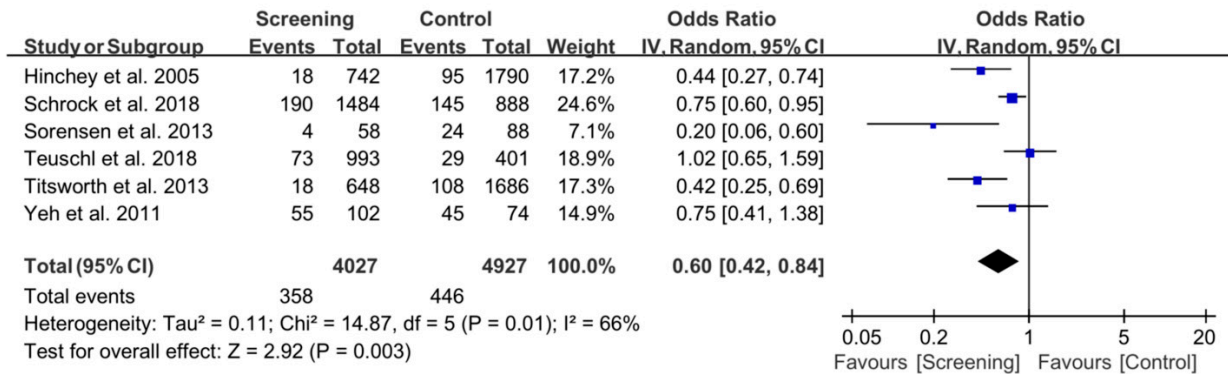 Screening Control Odds Ratio Odds Ratio
Study or Subgroup Events Total Events Total Weight IV, Random, 95% CI IV, Random, 95% CI
Hinchey et al. 2005 18 742 95 1790 17.2% 0.44 [0.27, 0.74]
Schrock et al. 2018 190 1484 145 888 24.6% 0.75 [0.60, 0.95]
Sorensen et al. 2013 4 58 24 88 7.1% 0.20 [0.06, 0.60]
Teuschl et al. 2018 73 993 29 401 18.9% 1.02 [0.65, 1.59]
Titsworth et al. 2013 18 648 108 1686 17.3% 0.42 [0.25, 0.69]
Yeh et al. 2011 55 102 45 74 14.9% 0.75 [0.41, 1.38]
Total (95% CI) 4027 4927 100.0% 0.60 [0.42, 0.84]
Total events 358 446
Heterogeneity: Tau² = 0.11; Chi² = 14.87, df = 5 (P = 0.01); I² = 66%
Test for overall effect: Z = 2.92 (P = 0.003)
0.05 0.2 1 5 20
Favours [Screening] Favours [Control]